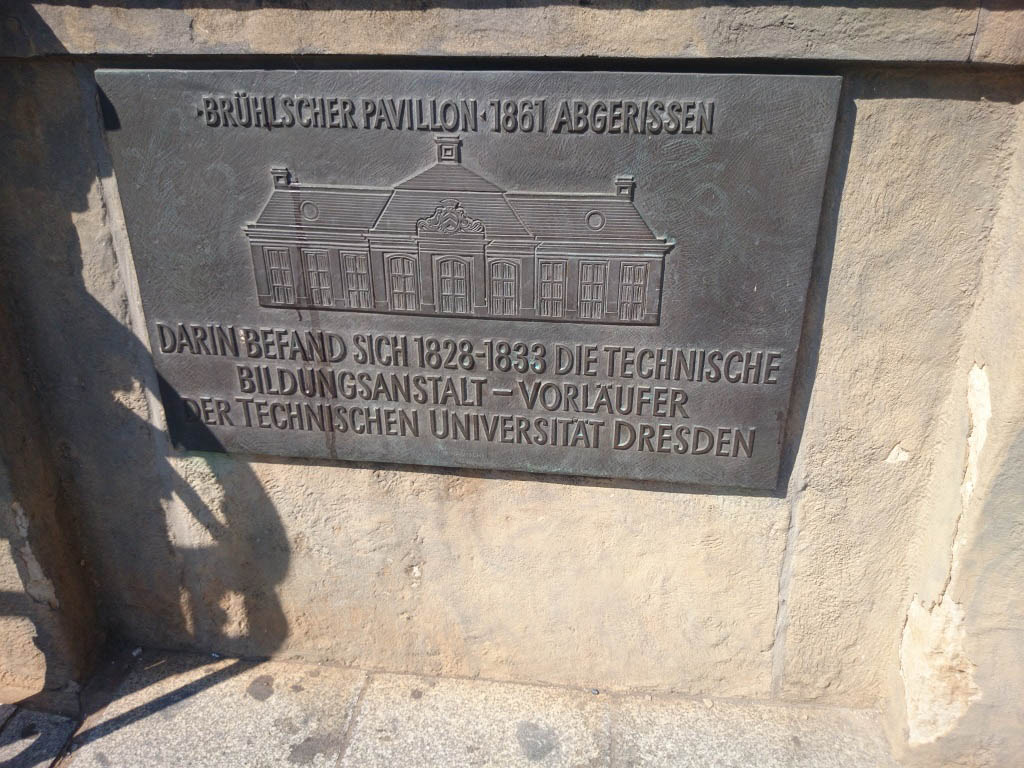 ·BRÜHLSCHER PAVILLON· 1861 ABGERISSEN
DARIN BEFAND SICH 1828-1833 DIE TECHNISCHE
BILDUNGSANSTALT – VORLÄUFER
DER TECHNISCHEN UNIVERSITÄT DRESDEN